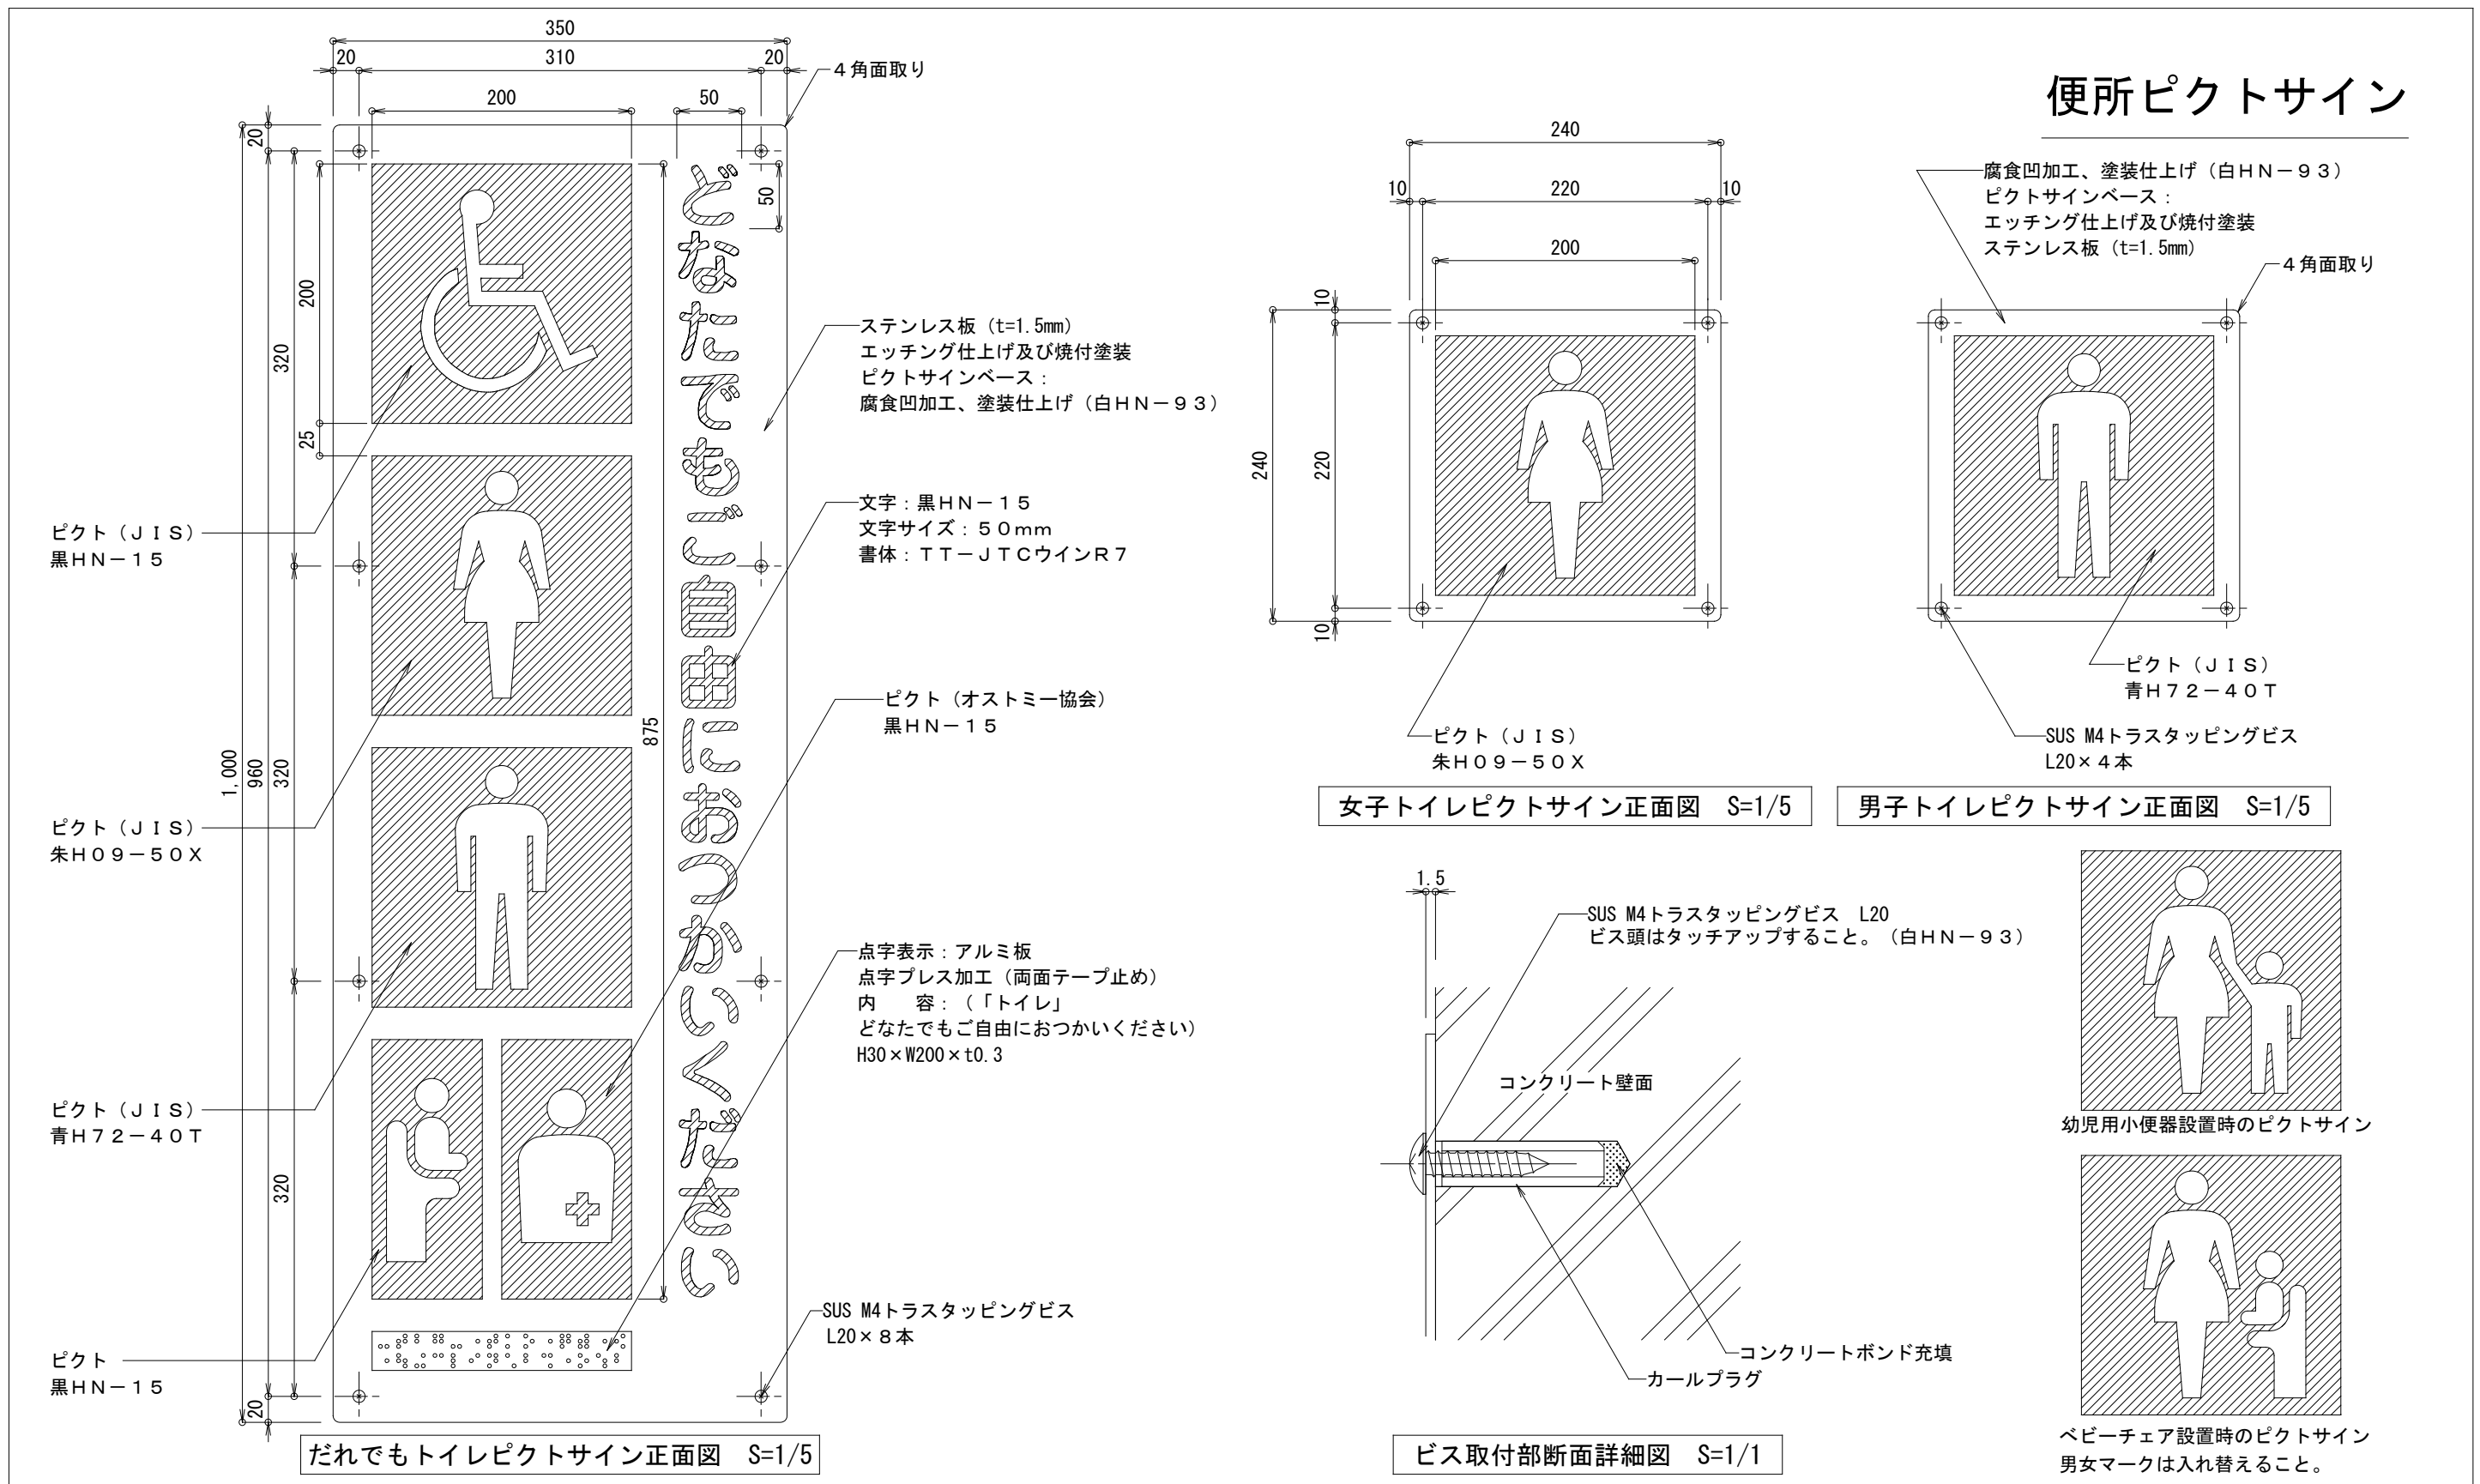 便所ピクトサイン
350
20
310
20
4角面取り
200
50
20
50
200
25
320
320
320
1,000
960
875
20
どなたでもご自由におつかいください
ピクト（ＪＩＳ）
黒ＨＮ－１５
ピクト（ＪＩＳ）
朱Ｈ０９－５０Ｘ
ピクト（ＪＩＳ）
青Ｈ７２－４０Ｔ
ピクト
黒ＨＮ－１５
ステンレス板（t=1.5mm）
エッチング仕上げ及び焼付塗装
ピクトサインベース：
腐食凹加工、塗装仕上げ（白ＨＮ－９３）
文字：黒ＨＮ－１５
文字サイズ：５０mm
書体：ＴＴ－ＪＴＣウインＲ７
ピクト（オストミー協会）
黒ＨＮ－１５
点字表示：アルミ板
点字プレス加工（両面テープ止め）
内　　容：（「トイレ」
どなたでもご自由におつかいください）
H30×W200×t0.3
SUS M4トラスタッピングビス
L20×８本
だれでもトイレピクトサイン正面図　S=1/5
240
10
220
10
200
10
240
220
10
ピクト（ＪＩＳ）
朱Ｈ０９－５０Ｘ
女子トイレピクトサイン正面図　S=1/5
腐食凹加工、塗装仕上げ（白ＨＮ－９３）
ピクトサインベース：
エッチング仕上げ及び焼付塗装
ステンレス板（t=1.5mm）
4角面取り
ピクト（ＪＩＳ）
青Ｈ７２－４０Ｔ
SUS M4トラスタッピングビス
L20×４本
男子トイレピクトサイン正面図　S=1/5
1.5
SUS M4トラスタッピングビス　L20
ビス頭はタッチアップすること。（白ＨＮ－９３）
コンクリート壁面
コンクリートボンド充填
カールプラグ
ビス取付部断面詳細図　S=1/1
幼児用小便器設置時のピクトサイン
ベビーチェア設置時のピクトサイン
男女マークは入れ替えること。